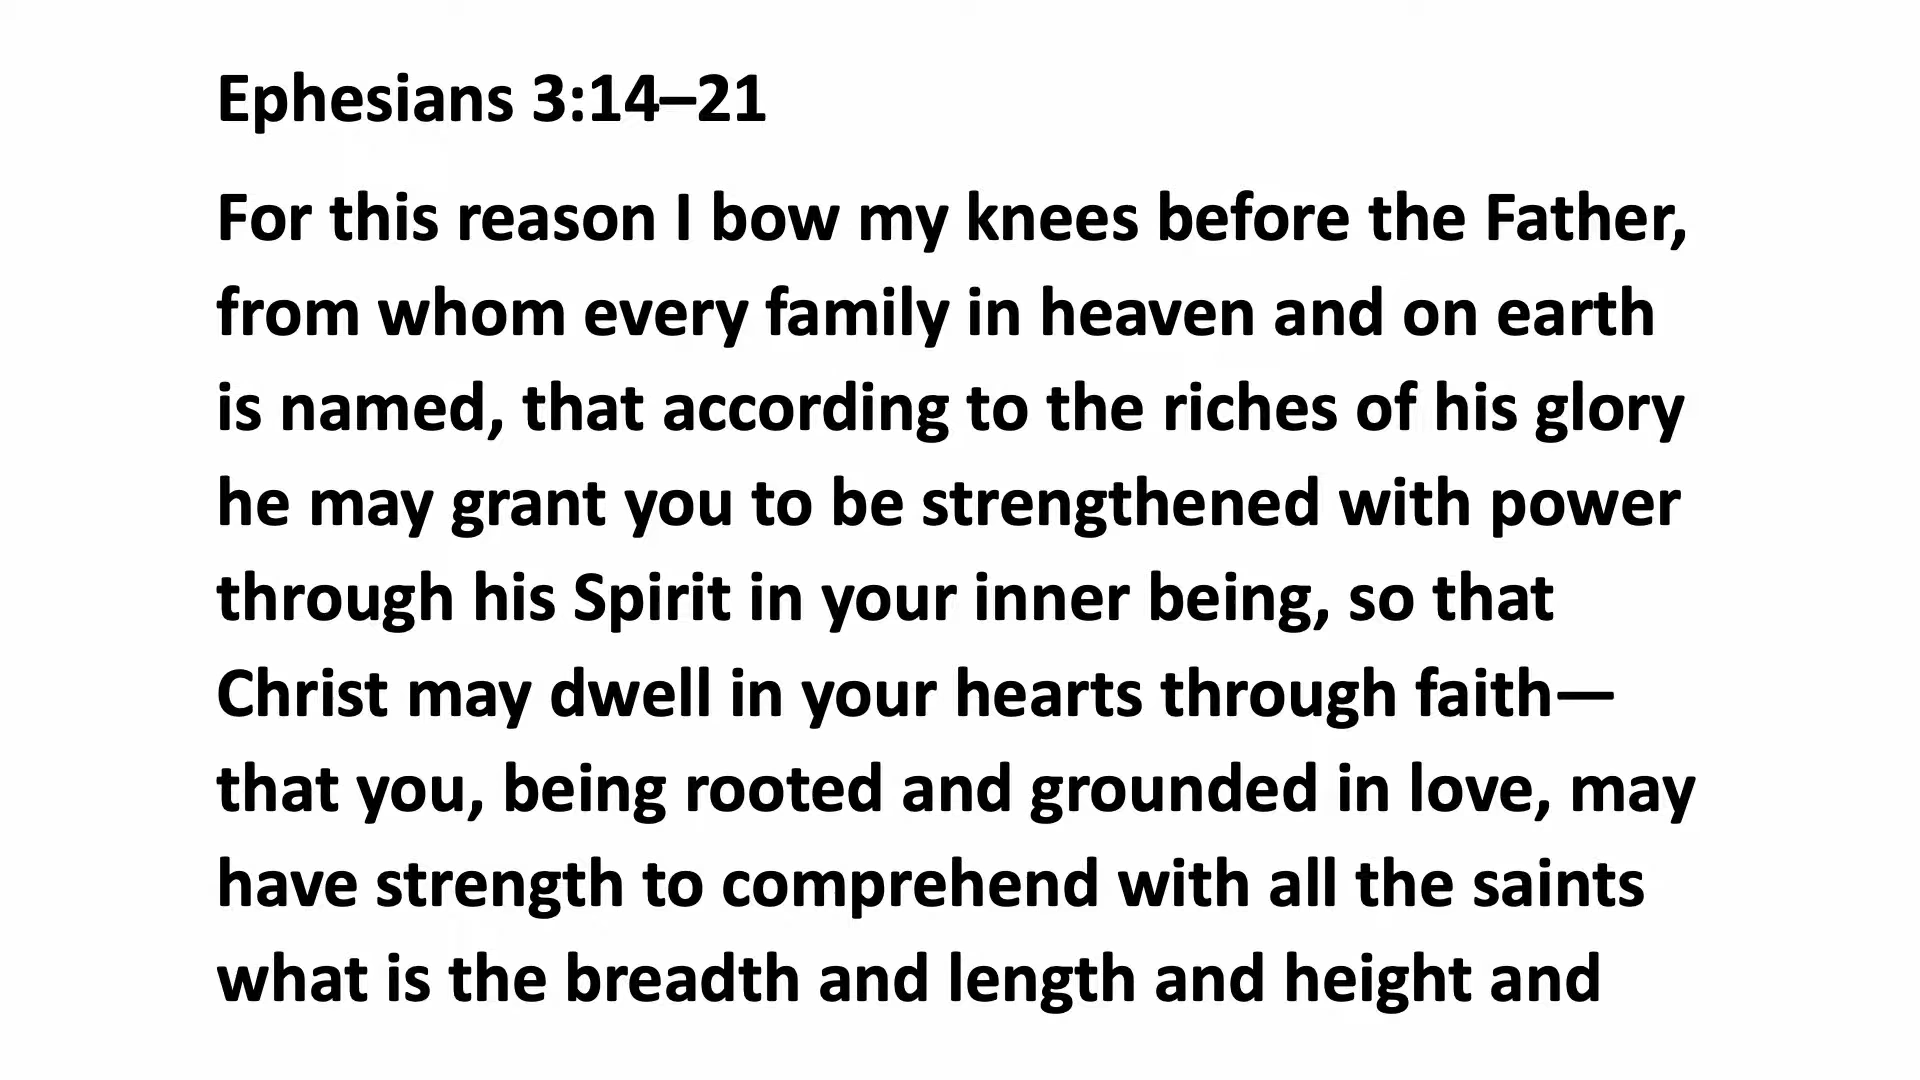 Ephesians 3:14–21
For this reason I bow my knees before the Father,
from whom every family in heaven and on earth
is named, that according to the riches of his glory
he may grant you to be strengthened with power
through his Spirit in your inner being, so that
Christ may dwell in your hearts through faith—
that you, being rooted and grounded in love, may
have strength to comprehend with all the saints
what is the breadth and length and height and